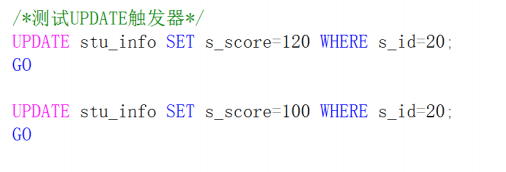 /*测试UPDATE触发器*/
UPDATE stu_info SET s_score=120 WHERE s_id=20;
GO
UPDATE stu_info SET s_score=100 WHERE s_id=20;
GO